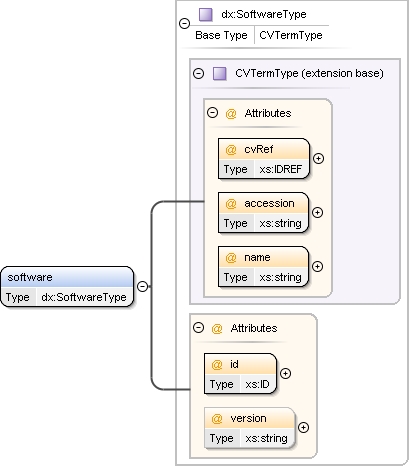 dx:SoftwareType
Base Type CVTermType
CVTermType (extension base)
@ Attributes
@ cvRef
Type xs:IDREF
@ accession
Type xs:string
@ name
Type xs:string
software
Type dx:SoftwareType
@ Attributes
@ id
Type xs:ID
@ version
Type xs:string